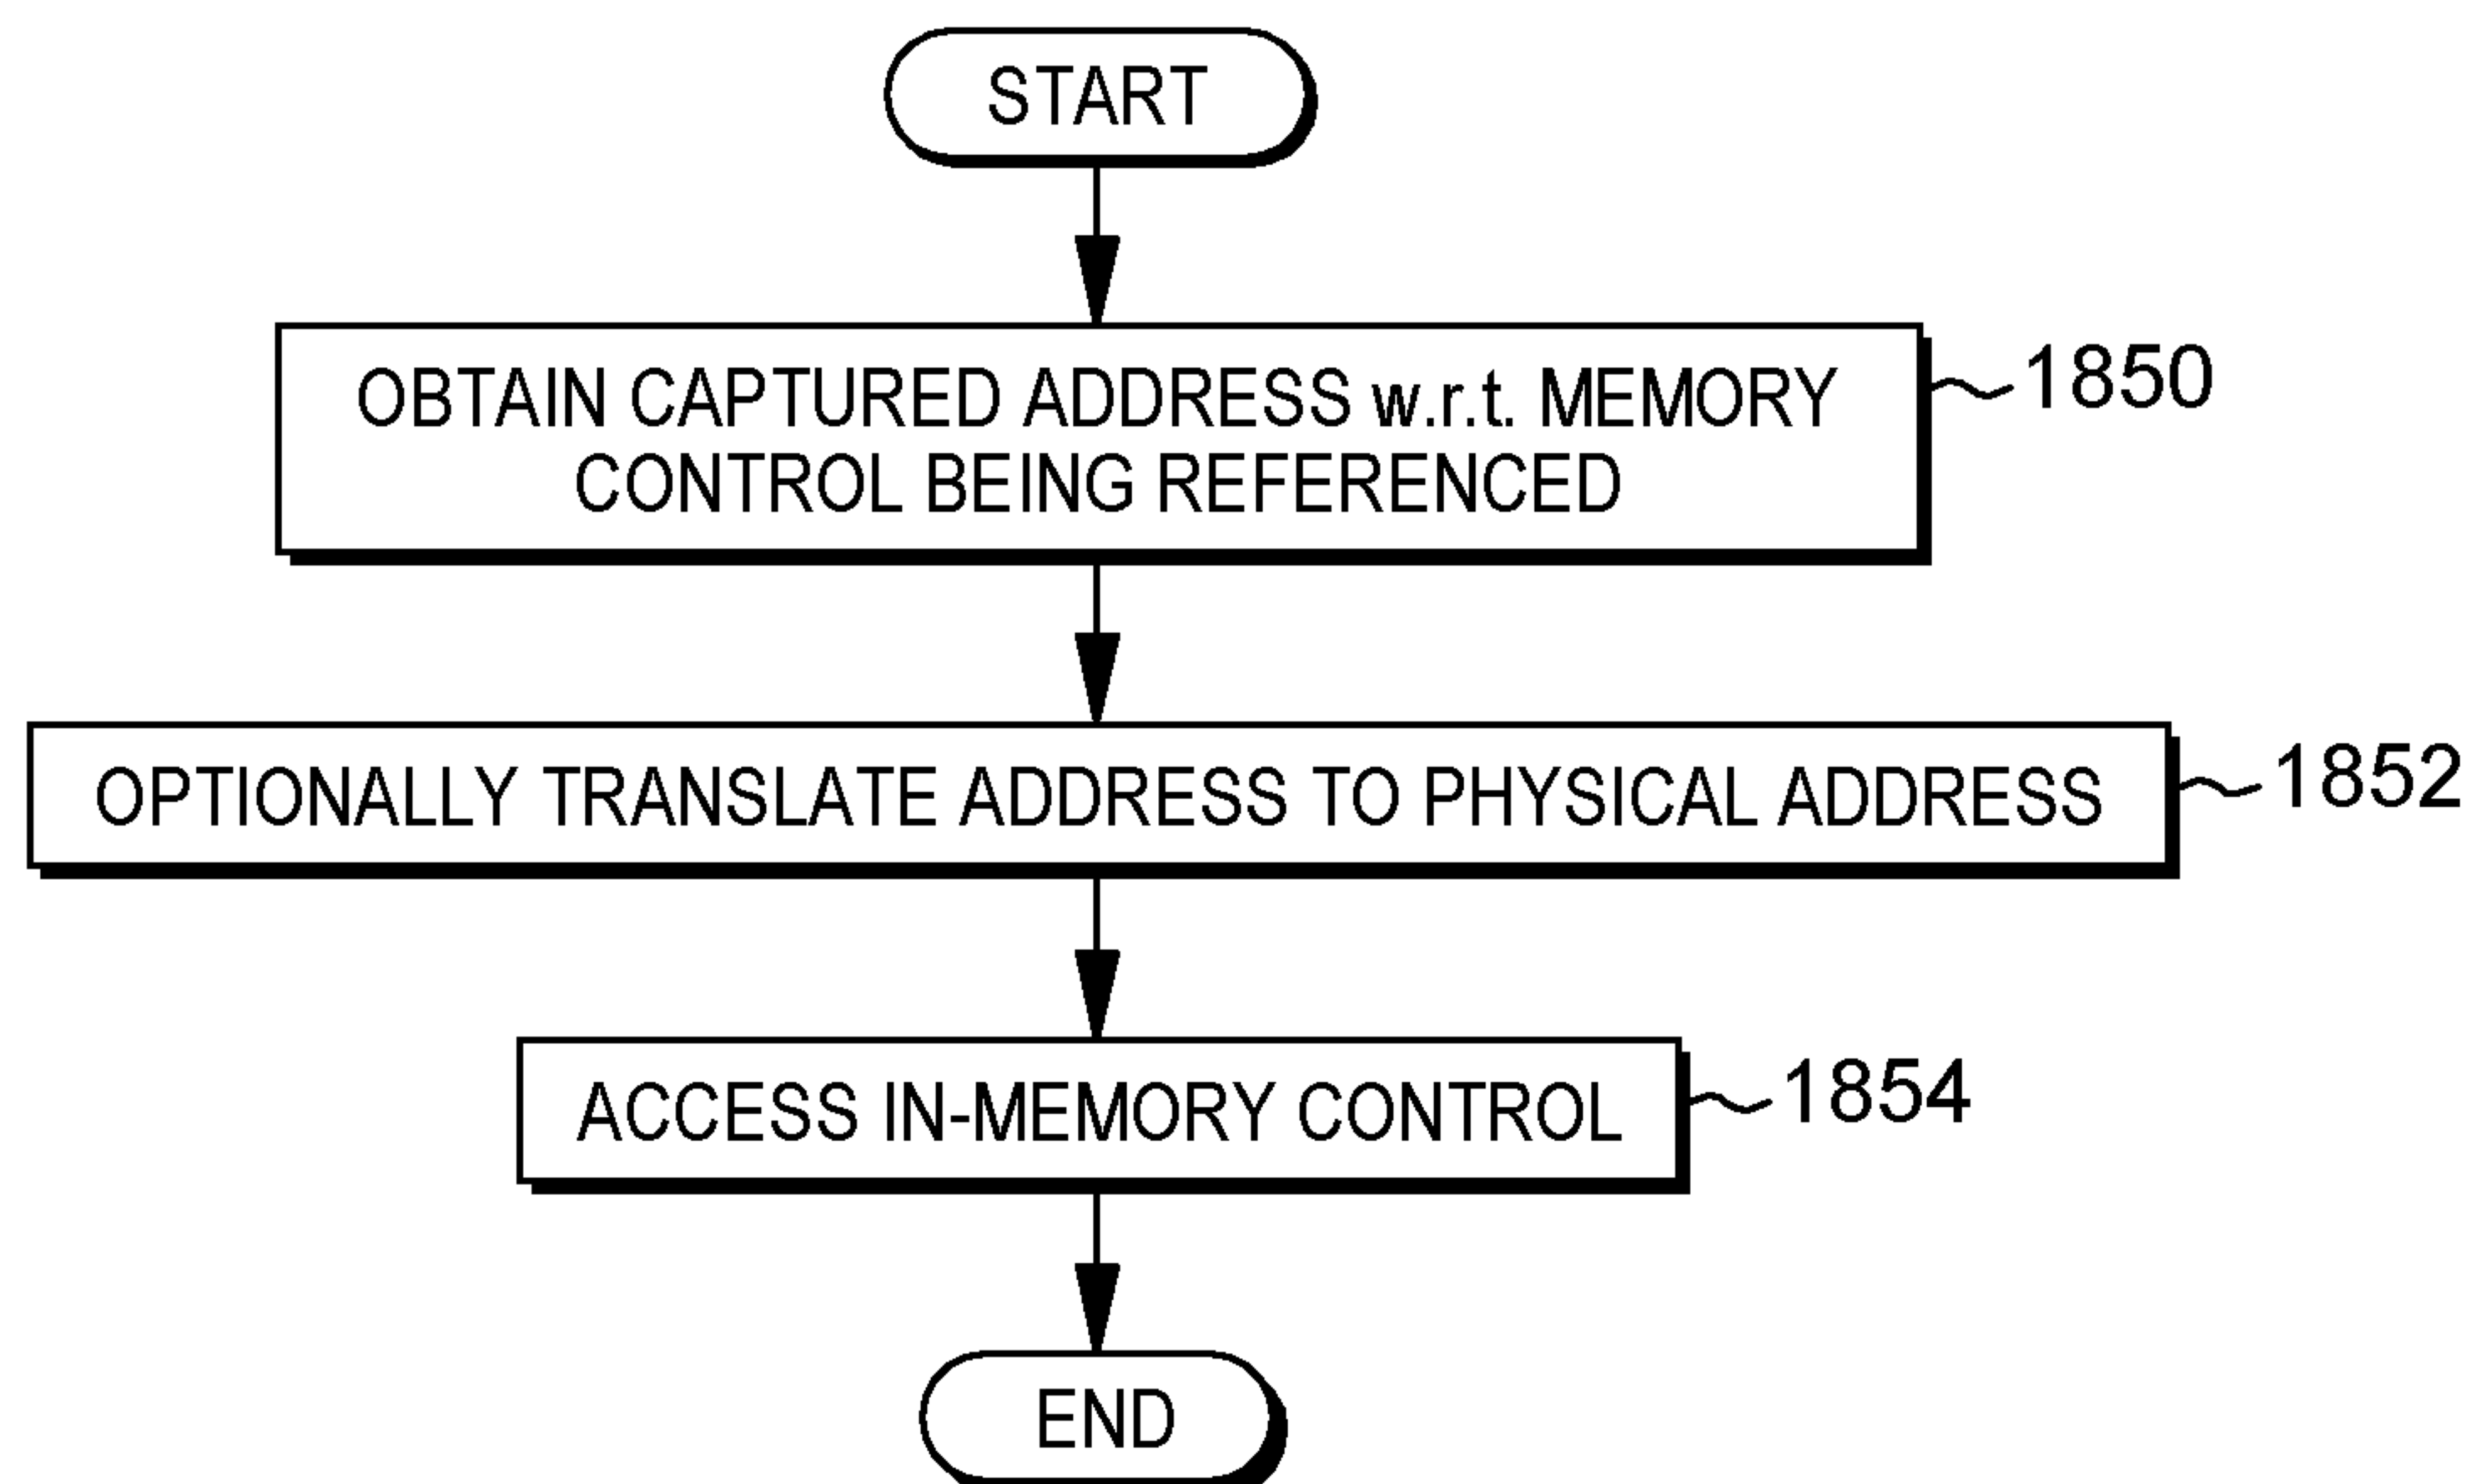 START
OBTAIN CAPTURED ADDRESS w.r.t. MEMORY
CONTROL BEING REFERENCED
1850
OPTIONALLY TRANSLATE ADDRESS TO PHYSICAL ADDRESS
1852
ACCESS IN-MEMORY CONTROL
1854
END